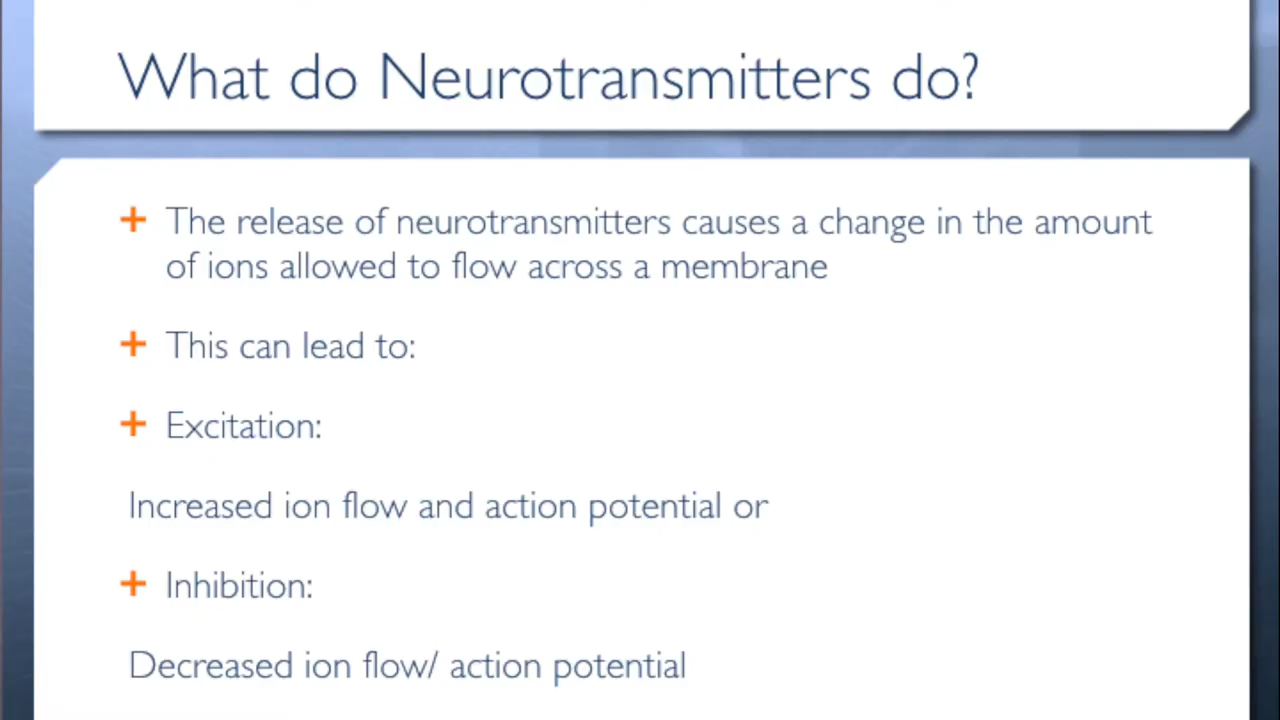 What do Neurotransmitters do?
+ The release of neurotransmitters causes a change in the amount
of ions allowed to flow across a membrane
+ This can lead to:
+ Excitation:
Increased ion flow and action potential or
+ Inhibition:
Decreased ion flow/ action potential